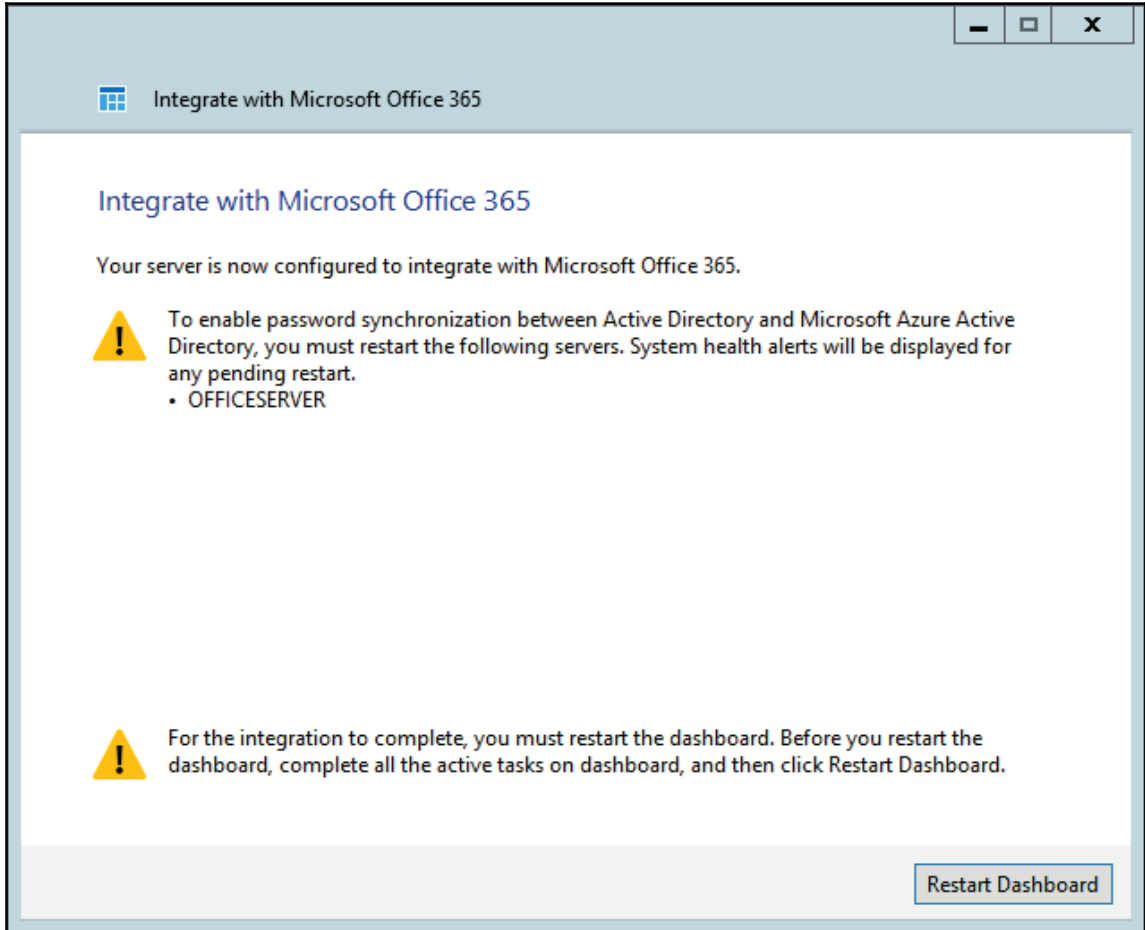 Integrate with Microsoft Office 365
Integrate with Microsoft Office 365
Your server is now configured to integrate with Microsoft Office 365.
To enable password synchronization between Active Directory and Microsoft Azure Active
Directory, you must restart the following servers. System health alerts will be displayed for
any pending restart.
• OFFICESERVER
For the integration to complete, you must restart the dashboard. Before you restart the
dashboard, complete all the active tasks on dashboard, and then click Restart Dashboard.
Restart Dashboard